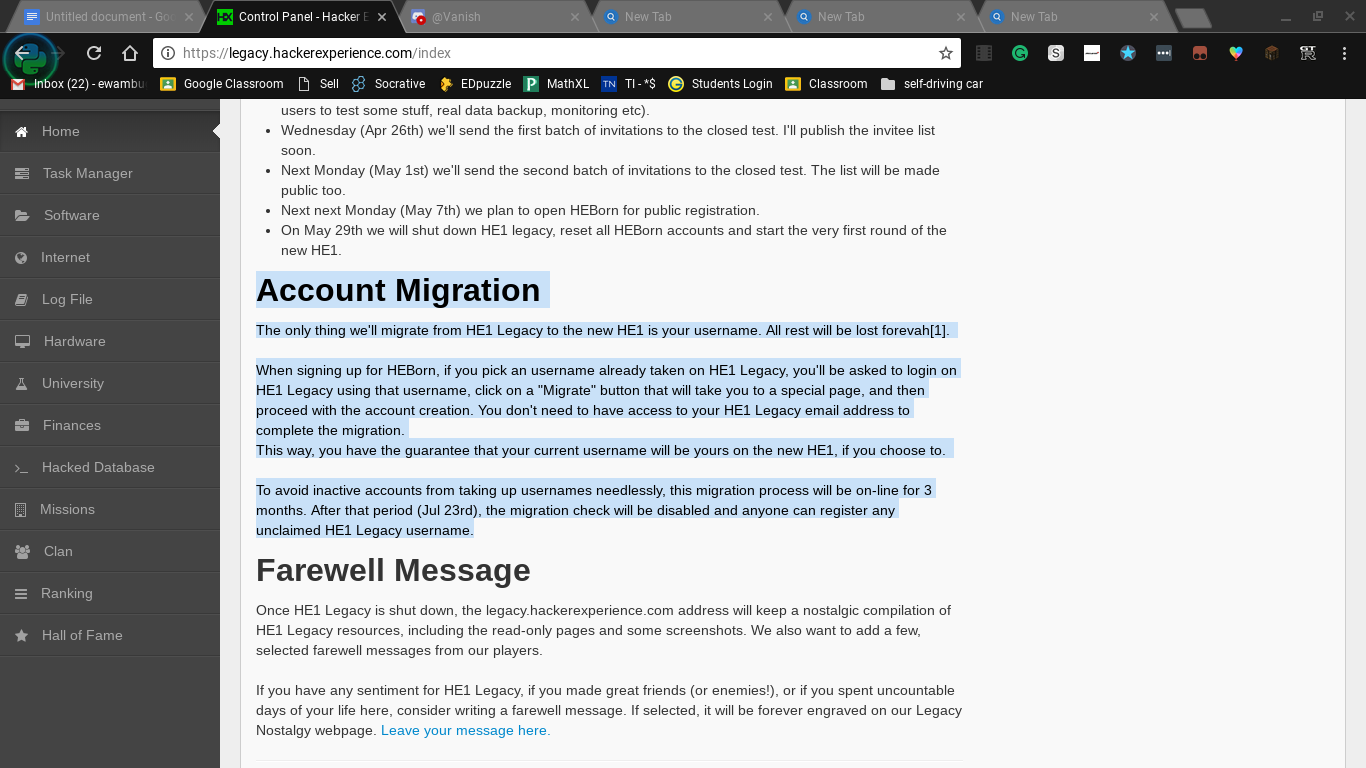 Untitled document - Goo
Control Panel - Hacker E
@Vanish
New Tab
New Tab
New Tab
https://legacy.hackerexperience.com/index
Inbox (22) - ewambu
Google Classroom
Sell
Socrative
EDpuzzle
MathXL
TI - *$
Students Login
Classroom
self-driving car
Home
Task Manager
Software
Internet
Log File
Hardware
University
Finances
Hacked Database
Missions
Clan
Ranking
Hall of Fame
users to test some stuff, real data backup, monitoring etc).
Wednesday (Apr 26th) we'll send the first batch of invitations to the closed test. I'll publish the invitee list
soon.
Next Monday (May 1st) we'll send the second batch of invitations to the closed test. The list will be made
public too.
Next next Monday (May 7th) we plan to open HEBorn for public registration.
On May 29th we will shut down HE1 legacy, reset all HEBorn accounts and start the very first round of the
new HE1.
Account Migration
The only thing we'll migrate from HE1 Legacy to the new HE1 is your username. All rest will be lost forevah[1].
When signing up for HEBorn, if you pick an username already taken on HE1 Legacy, you'll be asked to login on
HE1 Legacy using that username, click on a "Migrate" button that will take you to a special page, and then
proceed with the account creation. You don't need to have access to your HE1 Legacy email address to
complete the migration.
This way, you have the guarantee that your current username will be yours on the new HE1, if you choose to.
To avoid inactive accounts from taking up usernames needlessly, this migration process will be on-line for 3
months. After that period (Jul 23rd), the migration check will be disabled and anyone can register any
unclaimed HE1 Legacy username.
Farewell Message
Once HE1 Legacy is shut down, the legacy.hackerexperience.com address will keep a nostalgic compilation of
HE1 Legacy resources, including the read-only pages and some screenshots. We also want to add a few,
selected farewell messages from our players.
If you have any sentiment for HE1 Legacy, if you made great friends (or enemies!), or if you spent uncountable
days of your life here, consider writing a farewell message. If selected, it will be forever engraved on our Legacy
Nostalgy webpage. Leave your message here.